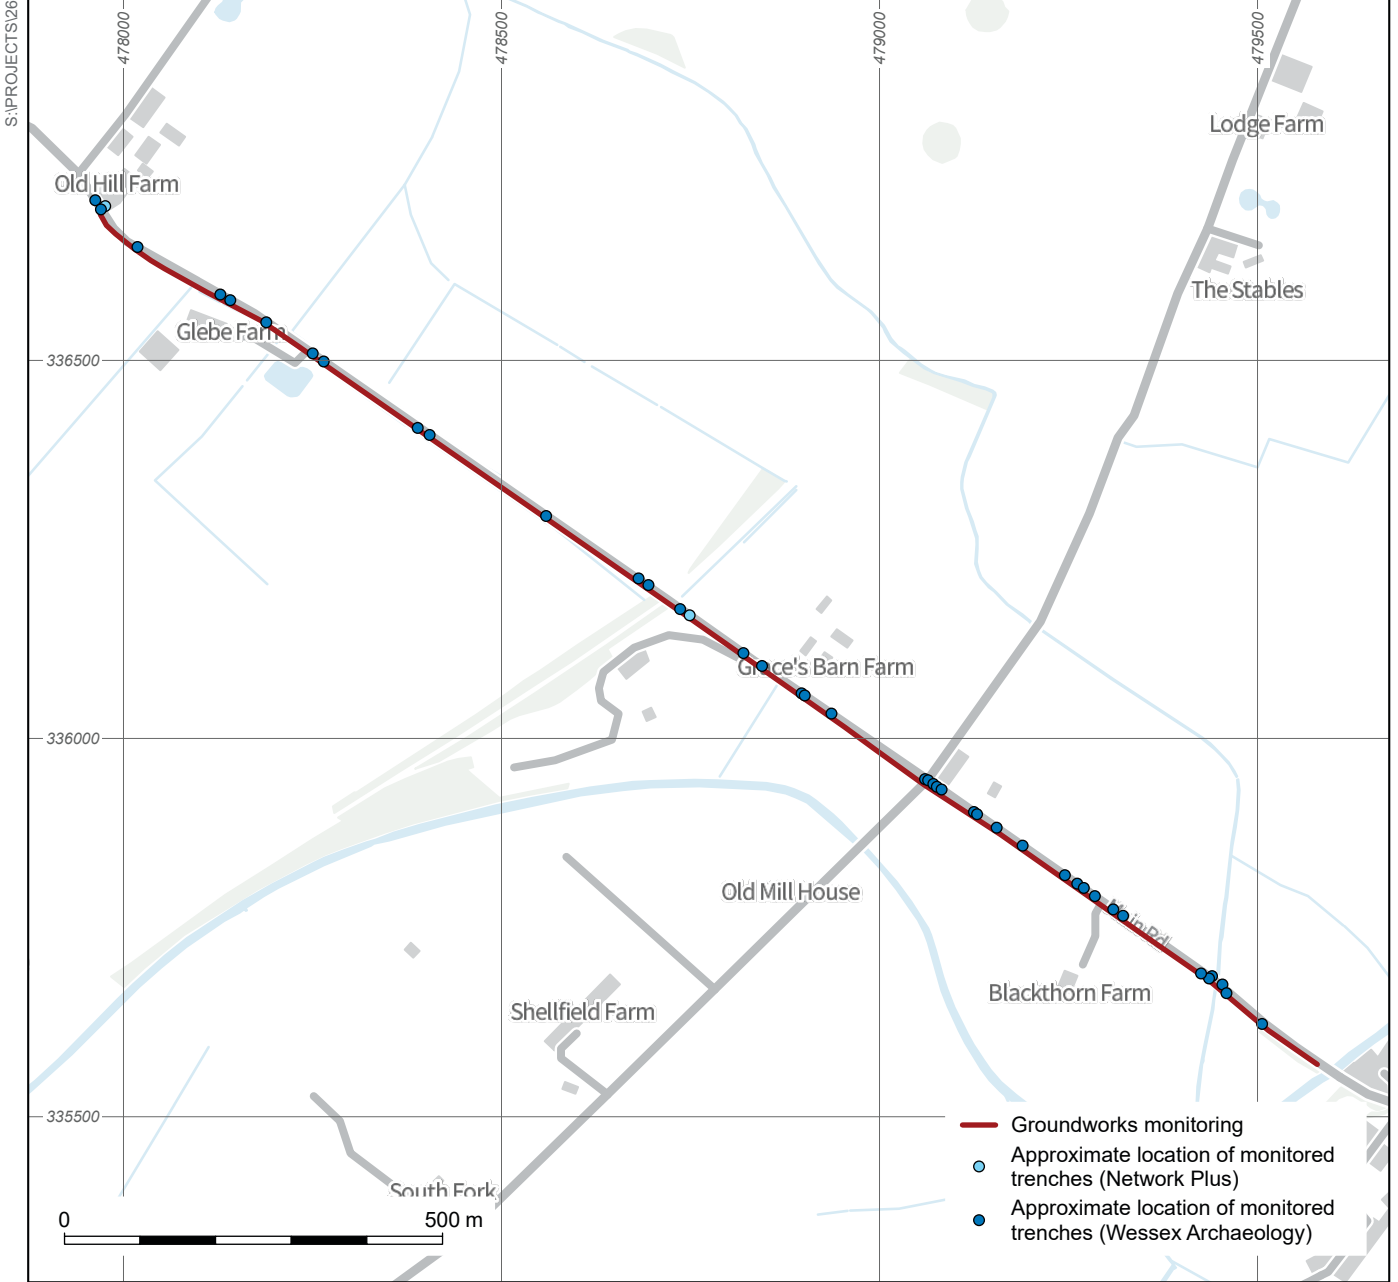 S:\PROJECTS\26
478000
478500
479000
479500
Lodge Farm
Old Hill Farm
The Stables
Glebe Farm
336500
Grace's Barn Farm
336000
Old Mill House
Main Rd
Blackthorn Farm
Shellfield Farm
335500
South Fork
0
500 m
Groundworks monitoring
Approximate location of monitored
trenches (Network Plus)
Approximate location of monitored
trenches (Wessex Archaeology)